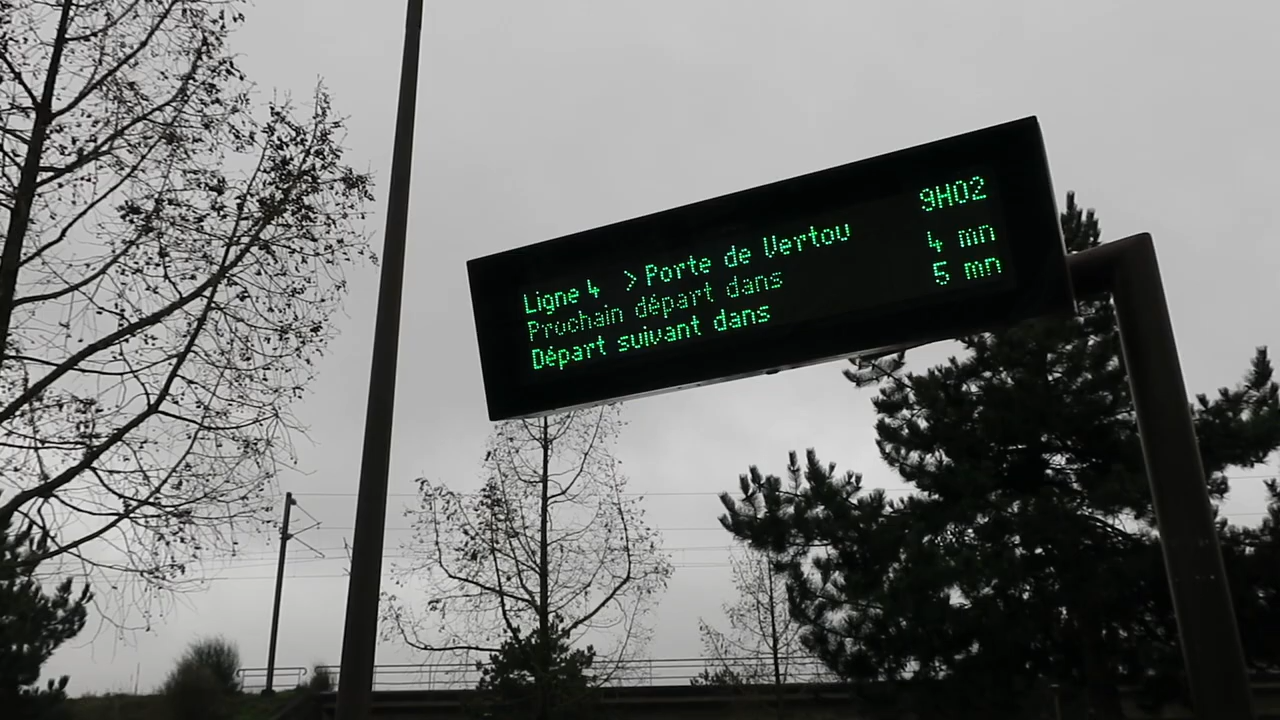 9H02
Ligne 4 > Porte de Vertou
Prochain départ dans 4 mn
Départ suivant dans 5 mn